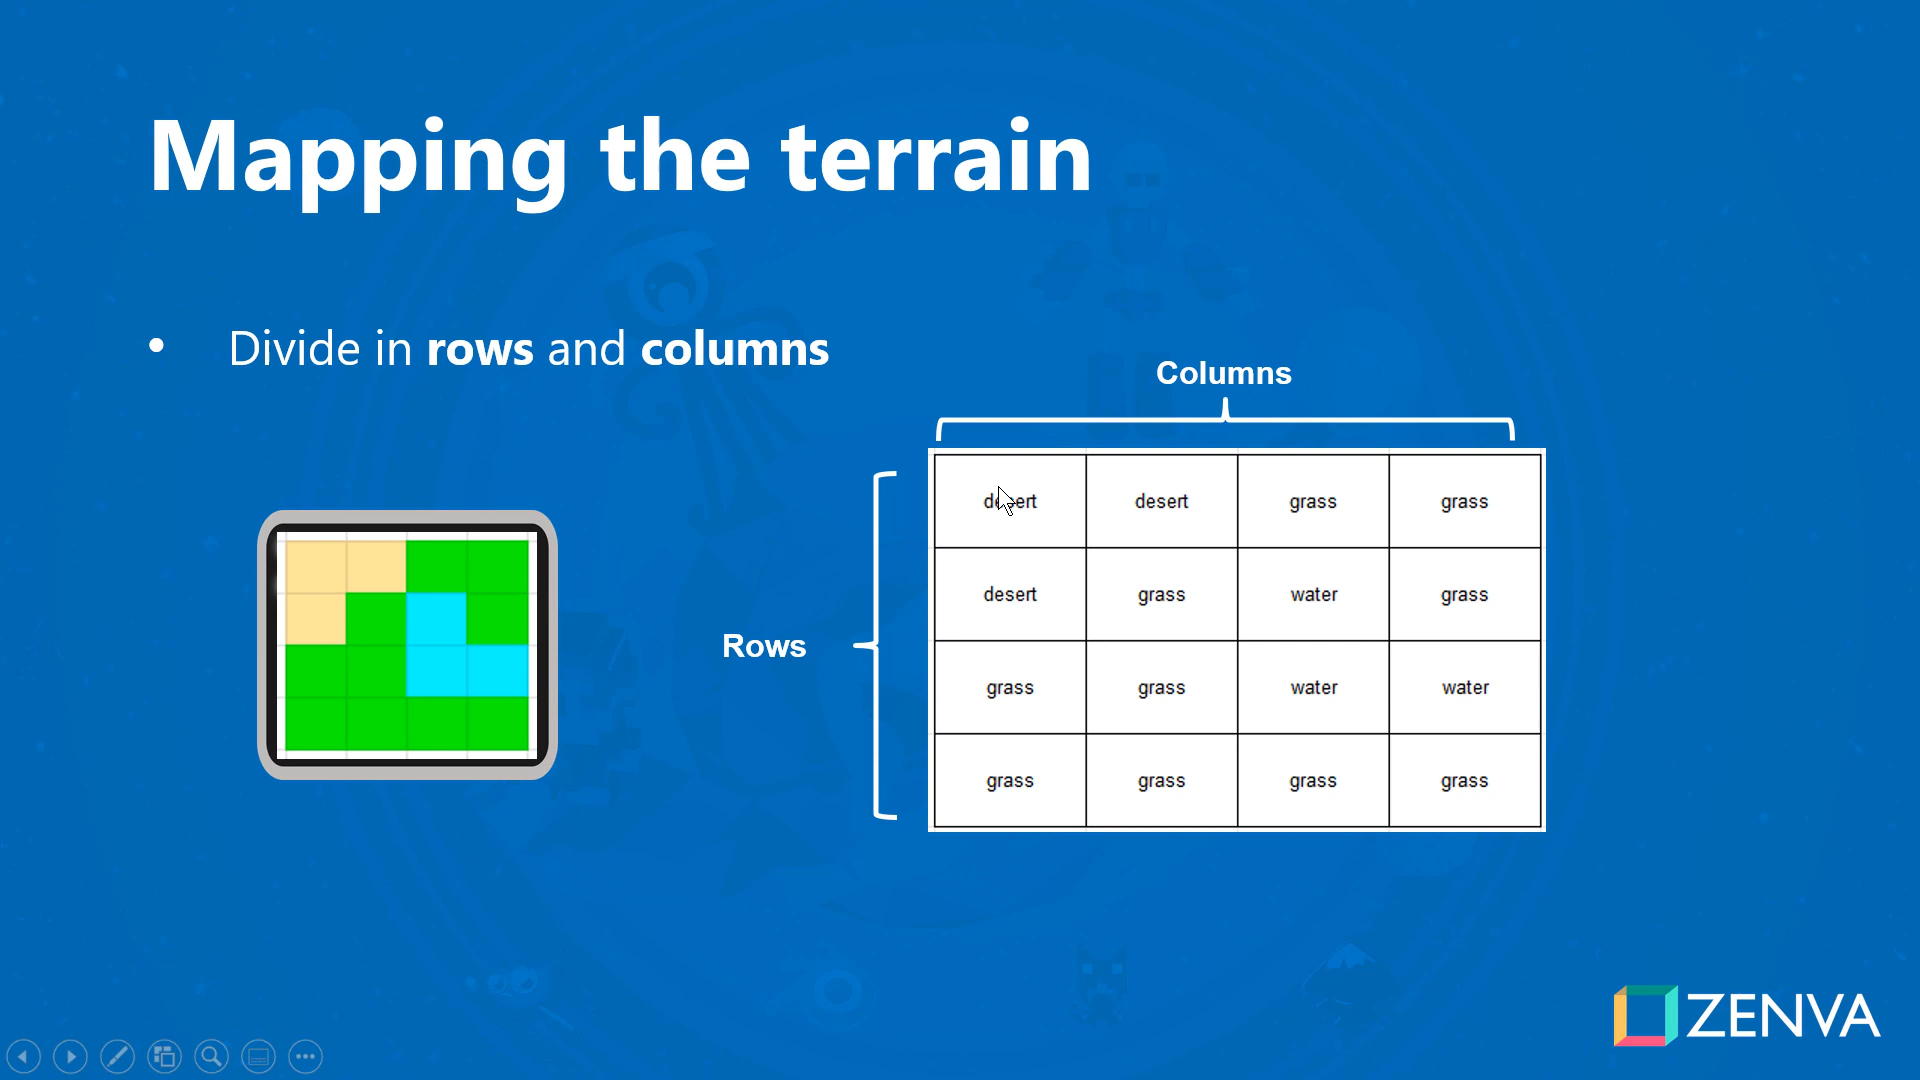 Mapping the terrain
• Divide in rows and columns
Columns
Rows
desert desert grass grass
desert grass water grass
grass grass water water
grass grass grass grass
ZENVA